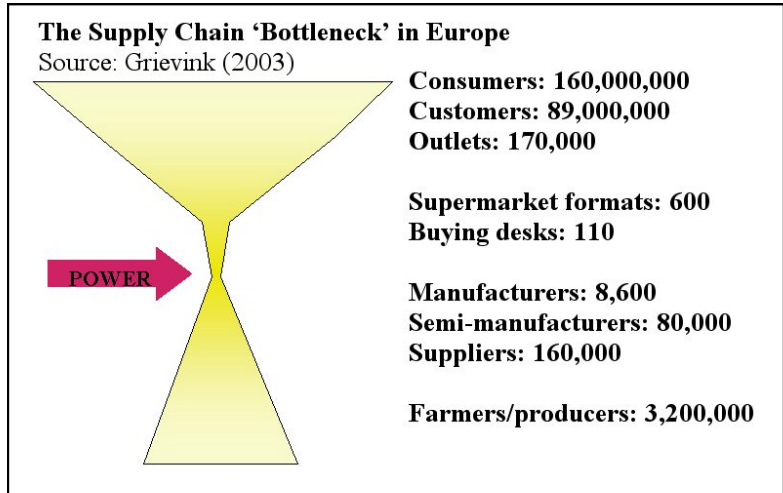 The Supply Chain ‘Bottleneck’ in Europe
Source: Grievink (2003)
Consumers: 160,000,000
Customers: 89,000,000
Outlets: 170,000
Supermarket formats: 600
Buying desks: 110
POWER
Manufacturers: 8,600
Semi-manufacturers: 80,000
Suppliers: 160,000
Farmers/producers: 3,200,000